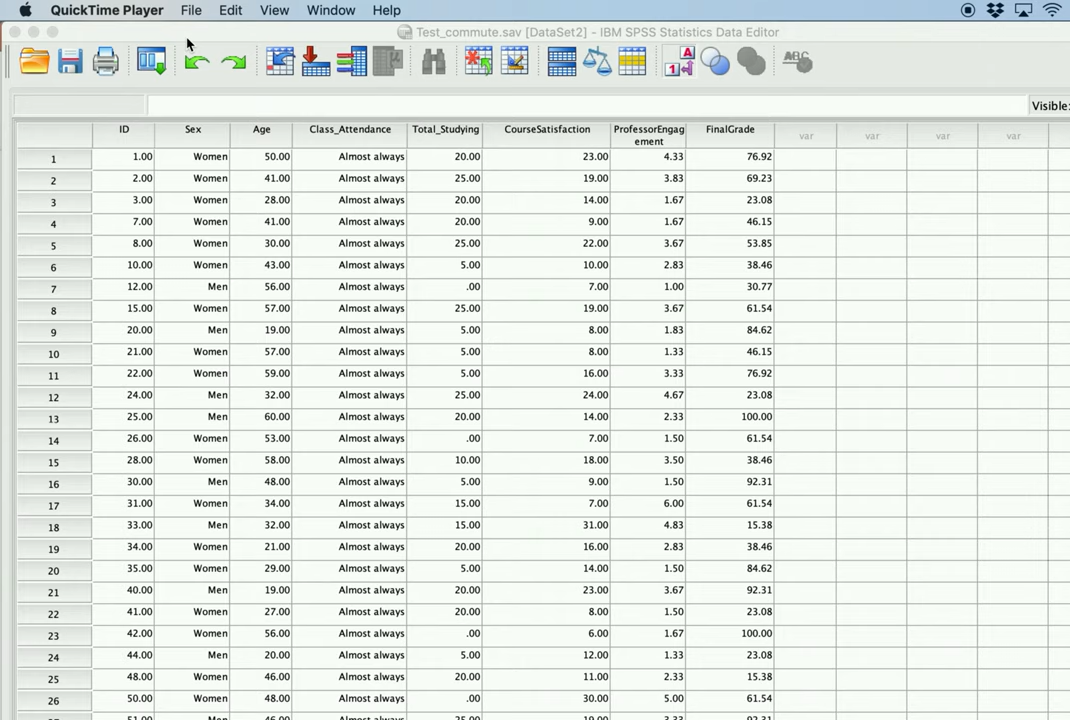 QuickTime Player File Edit View Window Help
Test_commute.sav [DataSet2] - IBM SPSS Statistics Data Editor
A
1
ABC
Visible:
ID Sex Age Class_Attendance Total_Studying CourseSatisfaction ProfessorEngag FinalGrade var var var var
ement
1 1.00 Women 50.00 Almost always 20.00 23.00 4.33 76.92
2 2.00 Women 41.00 Almost always 25.00 19.00 3.83 69.23
3 3.00 Women 28.00 Almost always 20.00 14.00 1.67 23.08
4 7.00 Women 41.00 Almost always 20.00 9.00 1.67 46.15
5 8.00 Women 30.00 Almost always 25.00 22.00 3.67 53.85
6 10.00 Women 43.00 Almost always 5.00 10.00 2.83 38.46
7 12.00 Men 56.00 Almost always .00 7.00 1.00 30.77
8 15.00 Women 57.00 Almost always 25.00 19.00 3.67 61.54
9 20.00 Men 19.00 Almost always 5.00 8.00 1.83 84.62
10 21.00 Women 57.00 Almost always 5.00 8.00 1.33 46.15
11 22.00 Women 59.00 Almost always 5.00 16.00 3.33 76.92
12 24.00 Men 32.00 Almost always 25.00 24.00 4.67 23.08
13 25.00 Men 60.00 Almost always 20.00 14.00 2.33 100.00
14 26.00 Women 53.00 Almost always .00 7.00 1.50 61.54
15 28.00 Women 58.00 Almost always 10.00 18.00 3.50 38.46
16 30.00 Men 48.00 Almost always 5.00 9.00 1.50 92.31
17 31.00 Women 34.00 Almost always 15.00 7.00 6.00 61.54
18 33.00 Men 32.00 Almost always 15.00 31.00 4.83 15.38
19 34.00 Women 21.00 Almost always 20.00 16.00 2.83 38.46
20 35.00 Women 29.00 Almost always 5.00 14.00 1.50 84.62
21 40.00 Men 19.00 Almost always 20.00 23.00 3.67 92.31
22 41.00 Women 27.00 Almost always 20.00 8.00 1.50 23.08
23 42.00 Women 56.00 Almost always .00 6.00 1.67 100.00
24 44.00 Men 20.00 Almost always 5.00 12.00 1.33 23.08
25 48.00 Women 46.00 Almost always 20.00 11.00 2.33 15.38
26 50.00 Women 48.00 Almost always .00 30.00 5.00 61.54
51.00 Men 46.00 Almost always 25.00 19.00 3.33 92.31